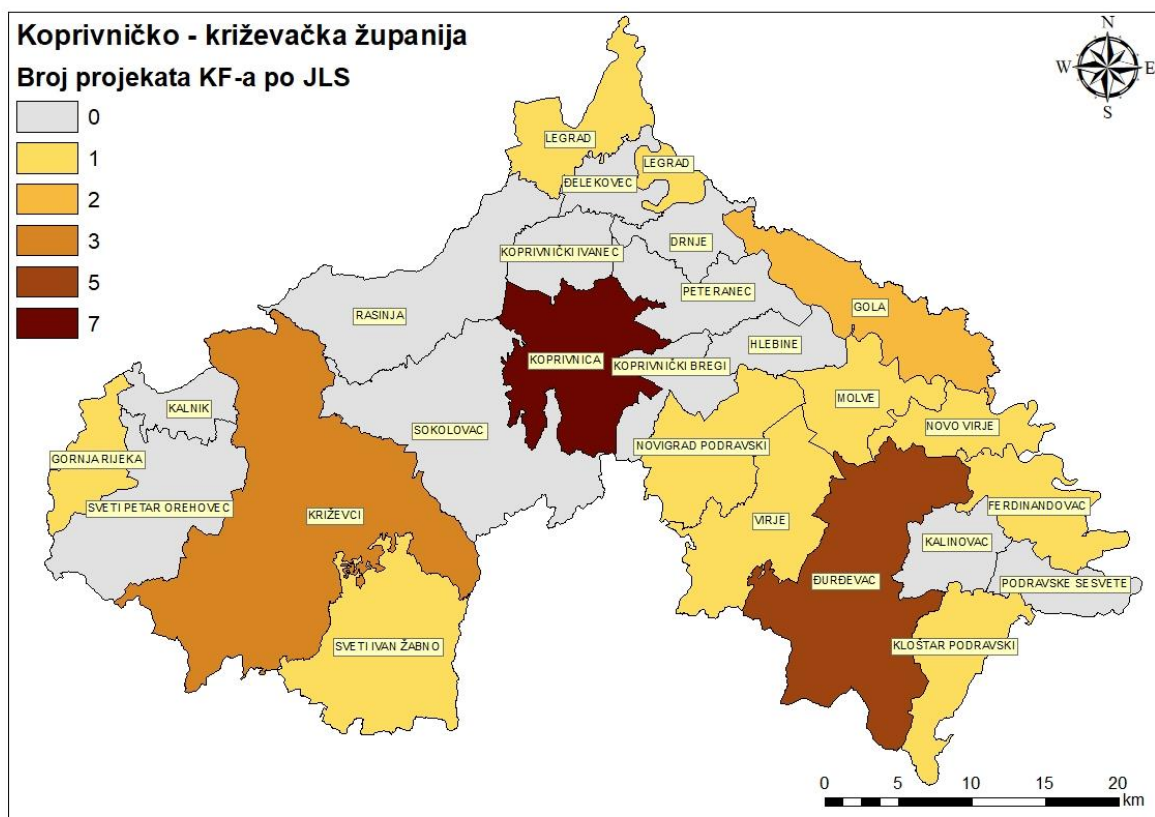 Koprivničko - križevačka županija
Broj projekata KF-a po JLS
0
1
2
3
5
7
N
W E
S
LEGRAD
LEGRAD
ĐELEKOVEC
DRNJE
KOPRIVNIČKI IVANEC
PETERANEC
GOLA
RASINJA
HLEBINE
KOPRIVNICA
KOPRIVNIČKI BREGI
MOLVE
KALNIK
NOVO VIRJE
SOKOLOVAC
NOVIGRAD PODRAVSKI
GORNJA RIJEKA
SVETI PETAR OREHOVEC
FERDINANDOVAC
KRIŽEVCI
VIRJE
KALINOVAC
ĐURĐEVAC
PODRAVSKE SESVETE
SVETI IVAN ŽABNO
KLOŠTAR PODRAVSKI
0 5 10 15 20
km